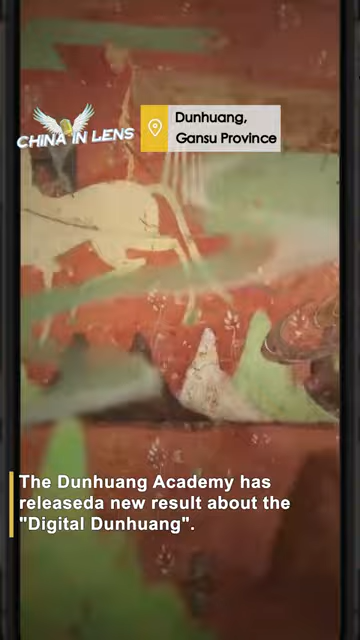 CHINA IN LENS
Dunhuang,
Gansu Province
The Dunhuang Academy has
releaseda new result about the
"Digital Dunhuang".